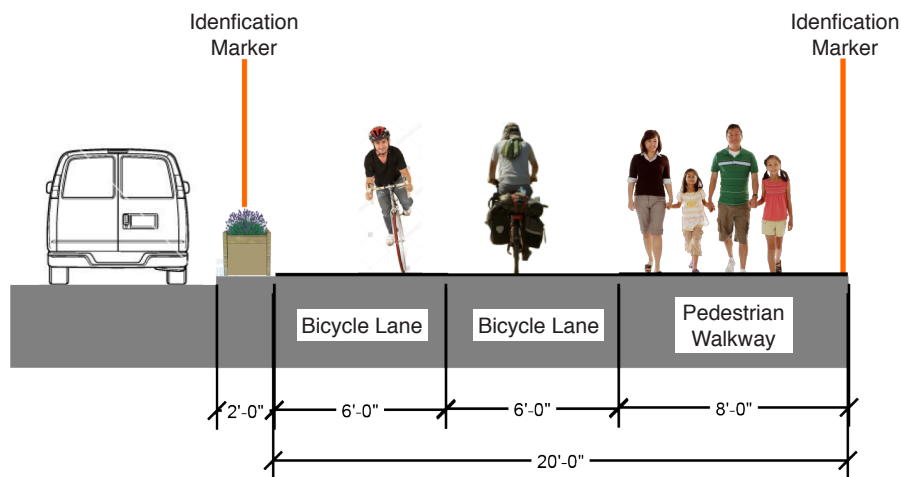 Idenfication
Marker
Idenfication
Marker
Bicycle Lane
Bicycle Lane
Pedestrian
Walkway
2'-0"
6'-0"
6'-0"
8'-0"
20'-0"